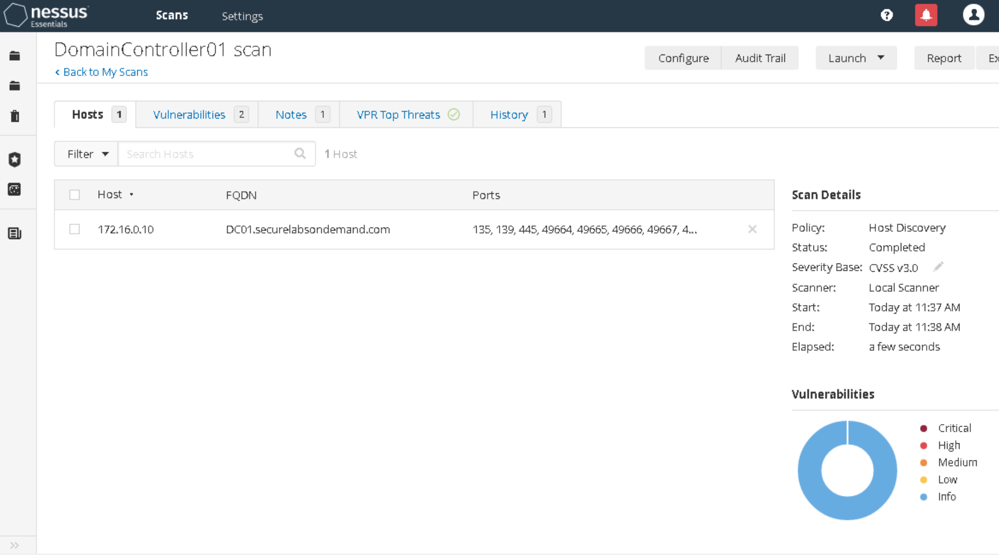 nessus
Essentials
Scans
Settings
DomainController01 scan
Back to My Scans
Configure
Audit Trail
Launch
Report
Ex
Hosts 1
Vulnerabilities 2
Notes 1
VPR Top Threats
History 1
Filter
Search Hosts
1 Host
Host
FQDN
Ports
172.16.0.10
DC01.securelabsondemand.com
135, 139, 445, 49664, 49665, 49666, 49667, 4...
Scan Details
Policy: Host Discovery
Status: Completed
Severity Base: CVSS v3.0
Scanner: Local Scanner
Start: Today at 11:37 AM
End: Today at 11:38 AM
Elapsed: a few seconds
Vulnerabilities
Critical
High
Medium
Low
Info